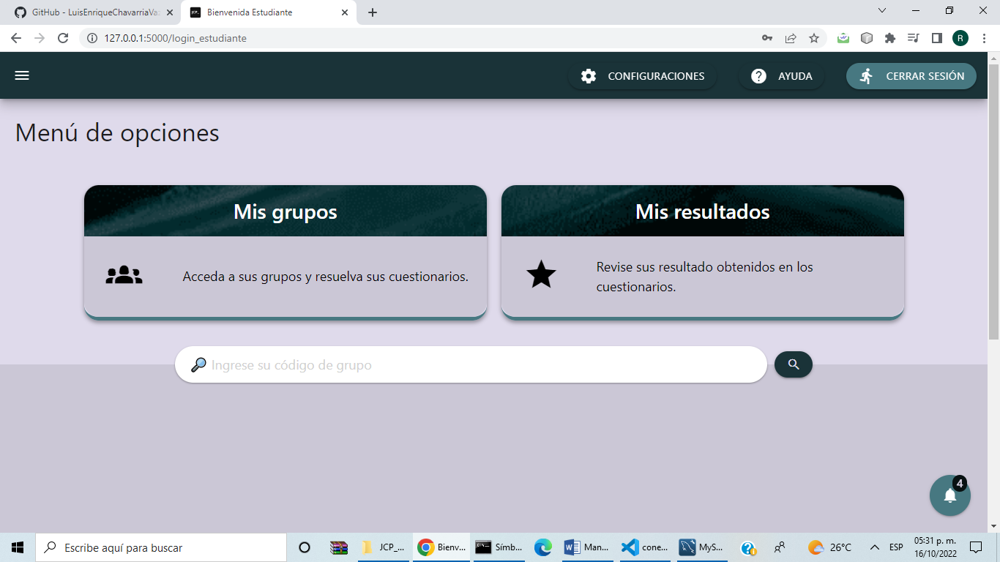 GitHub - LuisEnriqueChavarriaVa
JCP_ Bienvenida Estudiante
127.0.0.1:5000/login_estudiante
R
CONFIGURACIONES
AYUDA
CERRAR SESIÓN
Menú de opciones
Mis grupos
Acceda a sus grupos y resuelva sus cuestionarios.
Mis resultados
Revise sus resultado obtenidos en los
cuestionarios.
Ingrese su código de grupo
4
Escribe aquí para buscar
JCP_...
Bienv...
Símb...
Man...
cone...
MyS...
26°C
ESP
05:31 p. m.
16/10/2022